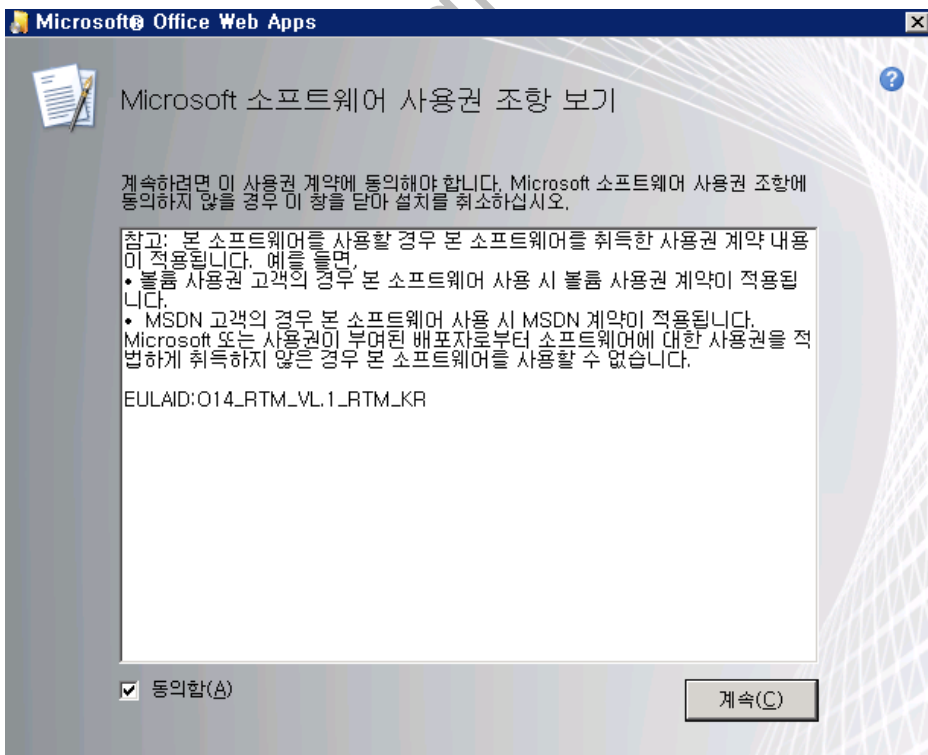 Microsoft® Office Web Apps
Microsoft 소프트웨어 사용권 조항 보기
계속하려면 이 사용권 계약에 동의해야 합니다. Microsoft 소프트웨어 사용권 조항에
동의하지 않을 경우 이 창을 닫아 설치를 취소하십시오.
참고: 본 소프트웨어를 사용할 경우 본 소프트웨어를 취득한 사용권 계약 내용
이 적용됩니다. 예를 들면,
• 볼륨 사용권 고객의 경우 본 소프트웨어 사용 시 볼륨 사용권 계약이 적용됩
니다.
• MSDN 고객의 경우 본 소프트웨어 사용 시 MSDN 계약이 적용됩니다.
Microsoft 또는 사용권이 부여된 배포자로부터 소프트웨어에 대한 사용권을 적
법하게 취득하지 않은 경우 본 소프트웨어를 사용할 수 없습니다.
EULAID:O14_RTM_VL.1_RTM_KR
동의함(A)
계속(C)